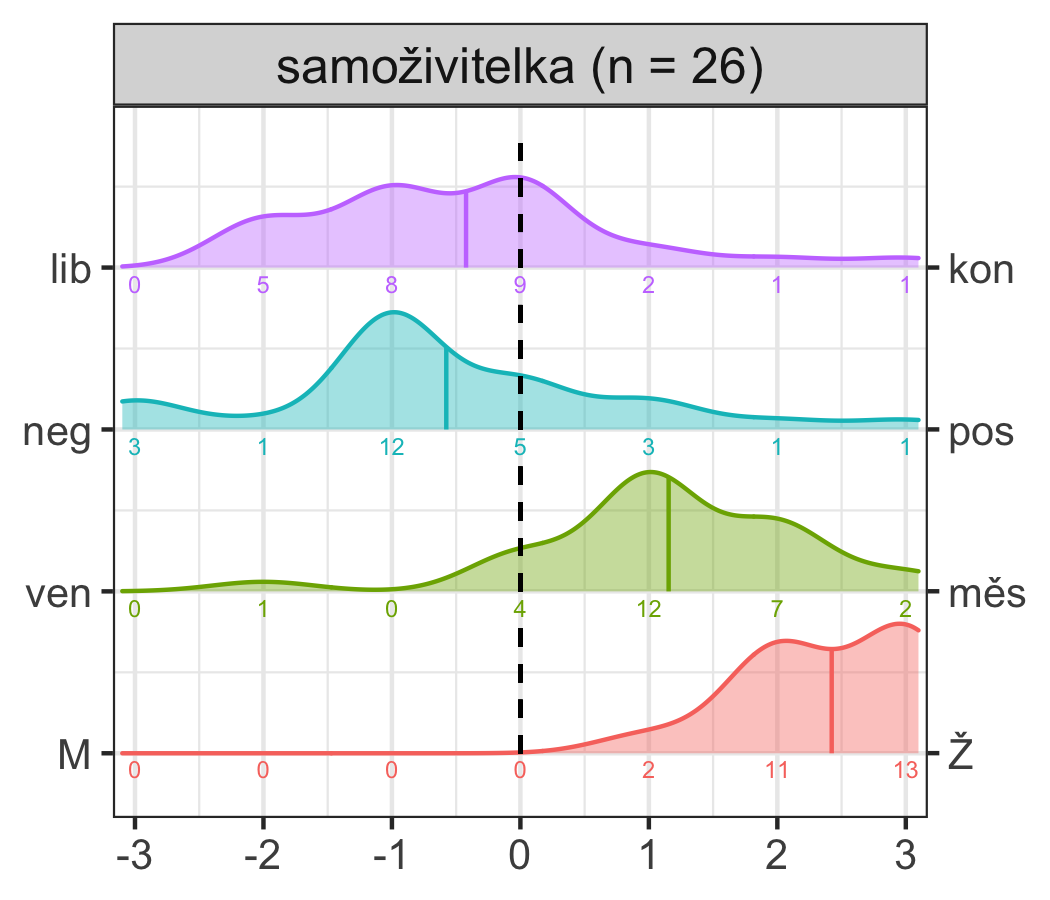 samoživitelka (n = 26)
lib kon
0 5 8 9 2 1 1
neg pos
3 1 12 5 3 1 1
ven měs
0 1 0 4 12 7 2
M Ž
0 0 0 0 2 11 13
-3 -2 -1 0 1 2 3